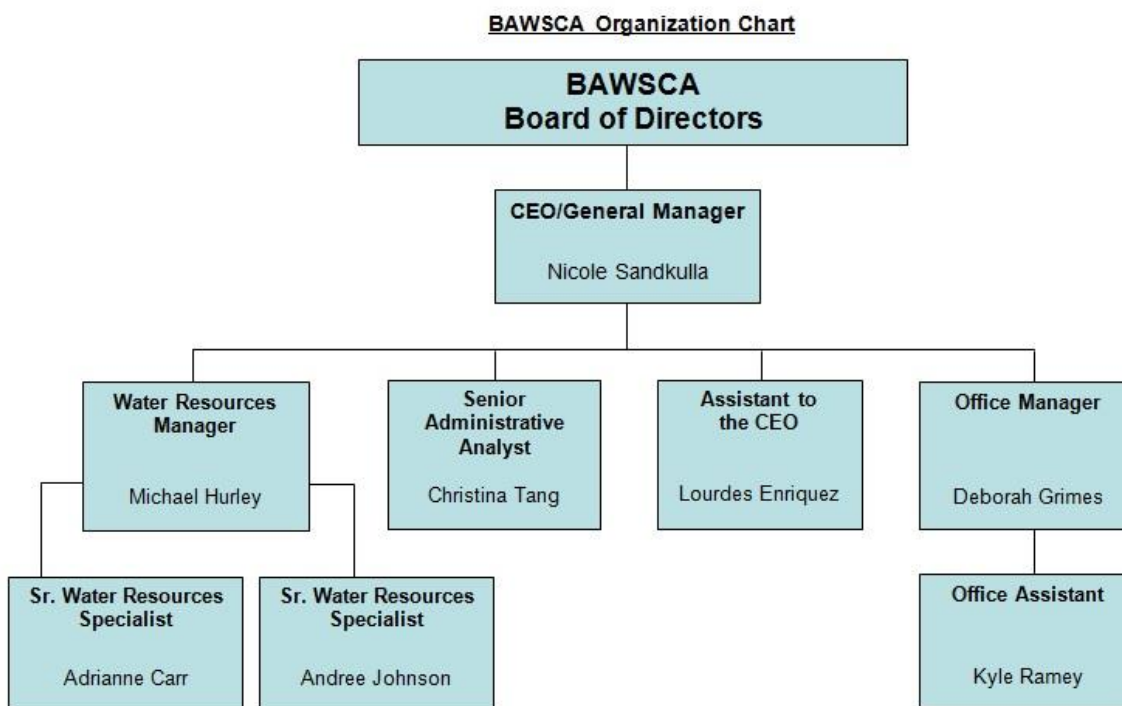 BAWSCA Organization Chart
BAWSCA
Board of Directors
CEO/General Manager
Nicole Sandkulla
Water Resources
Manager
Michael Hurley
Senior
Administrative
Analyst
Christina Tang
Assistant to
the CEO
Lourdes Enriquez
Office Manager
Deborah Grimes
Sr. Water Resources
Specialist
Adrianne Carr
Sr. Water Resources
Specialist
Andree Johnson
Office Assistant
Kyle Ramey